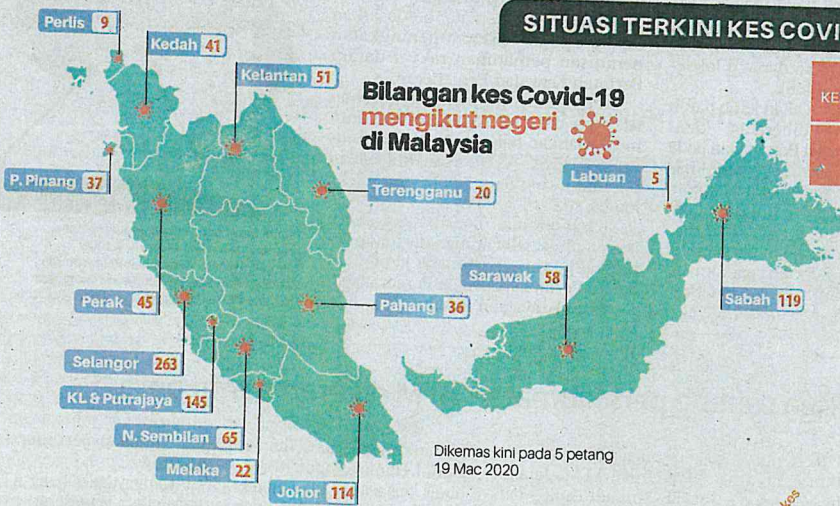 SITUASI TERKINI KES COVI
KE
Bilangan kes Covid-19
mengikut negeri
di Malaysia
Perlis 9
Kedah 41
Kelantan 51
P. Pinang 37
Terengganu 20
Labuan 5
Perak 45
Pahang 36
Sarawak 58
Sabah 119
Selangor 263
KL & Putrajaya 145
N. Sembilan 65
Melaka 22
Johor 114
Dikemas kini pada 5 petang
19 Mac 2020
kes